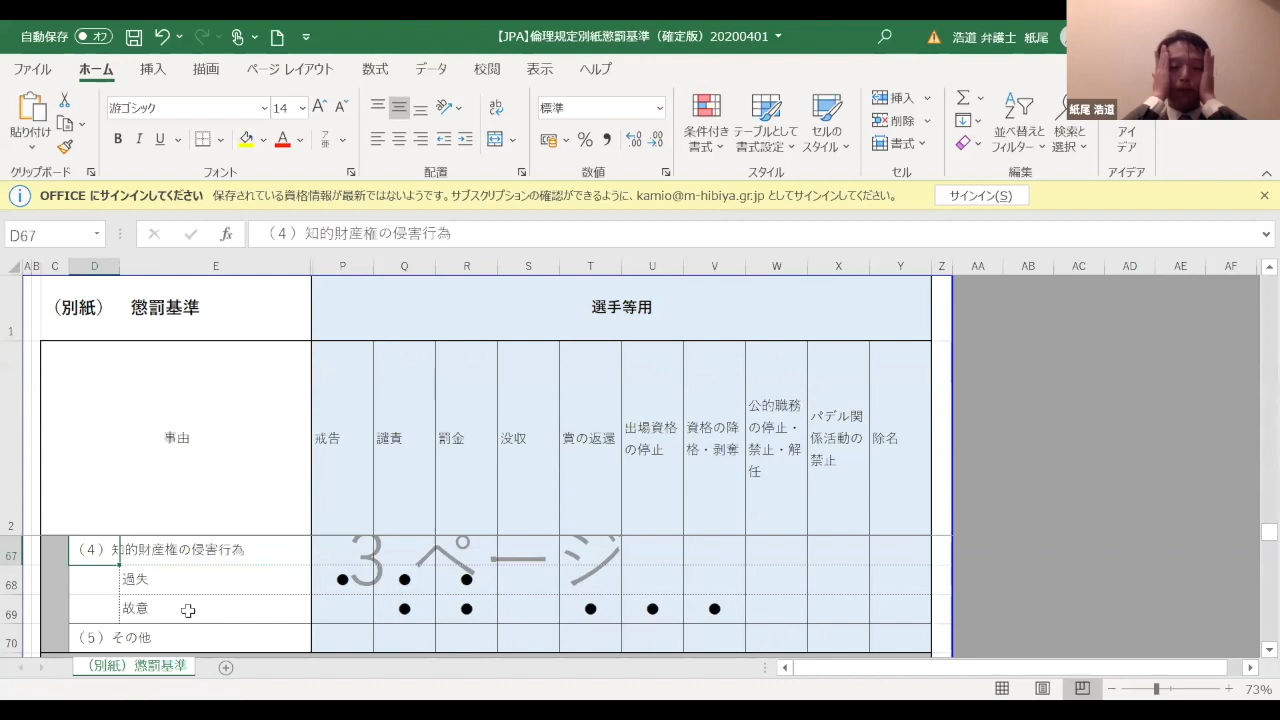 自動保存 オフ 【JPA】倫理規定別紙懲罰基準（確定版）20200401 浩道 弁護士 紙尾
紙尾 浩道
ファイル ホーム 挿入 描画 ページ レイアウト 数式 データ 校閲 表示 ヘルプ
貼り付け 游ゴシック 14 A A ab 標準 条件付き 書式 テーブルとして 書式設定 セルの スタイル 挿入 削除 書式 並べ替えと フィルター 検索と 選択 アイ デア
B I U A % 9
クリップボード フォント 配置 数値 スタイル セル 編集 アイデア
OFFICE にサインインしてください 保存されている資格情報が最新ではないようです。サブスクリプションの確認ができるように、kamio@m-hibiya.gr.jp としてサインインしてください。 サインイン(S)
D67 fx （４）知的財産権の侵害行為
A B C D E P Q R S T U V W X Y Z AA AB AC AD AE AF
1 （別紙） 懲罰基準 選手等用
2 事由 戒告 譴責 罰金 没収 賞の返還 出場資格の停止 資格の降格・剥奪 公的職務の停止・禁止・解任 パデル関係活動の禁止 除名
3 ページ
67 （４）知的財産権の侵害行為
68 過失 ● ● ●
69 故意 ● ● ● ● ●
70 （５）その他
（別紙）懲罰基準
73%